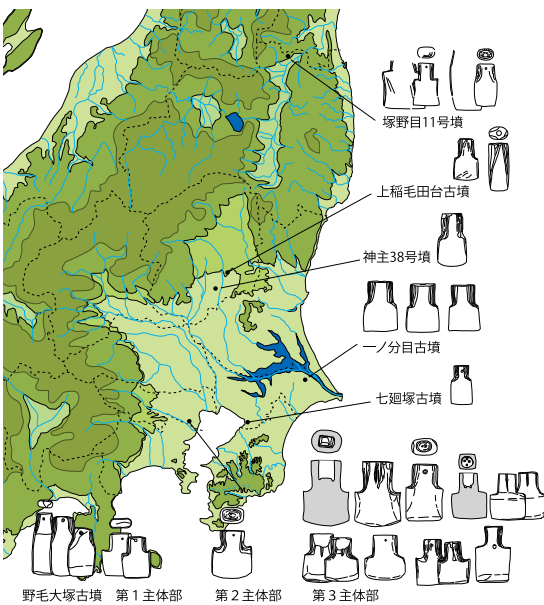 塚野目11号墳
上稲毛田台古墳
神主38号墳
一ノ分目古墳
七廻塚古墳
野毛大塚古墳 第1主体部 第2主体部 第3主体部